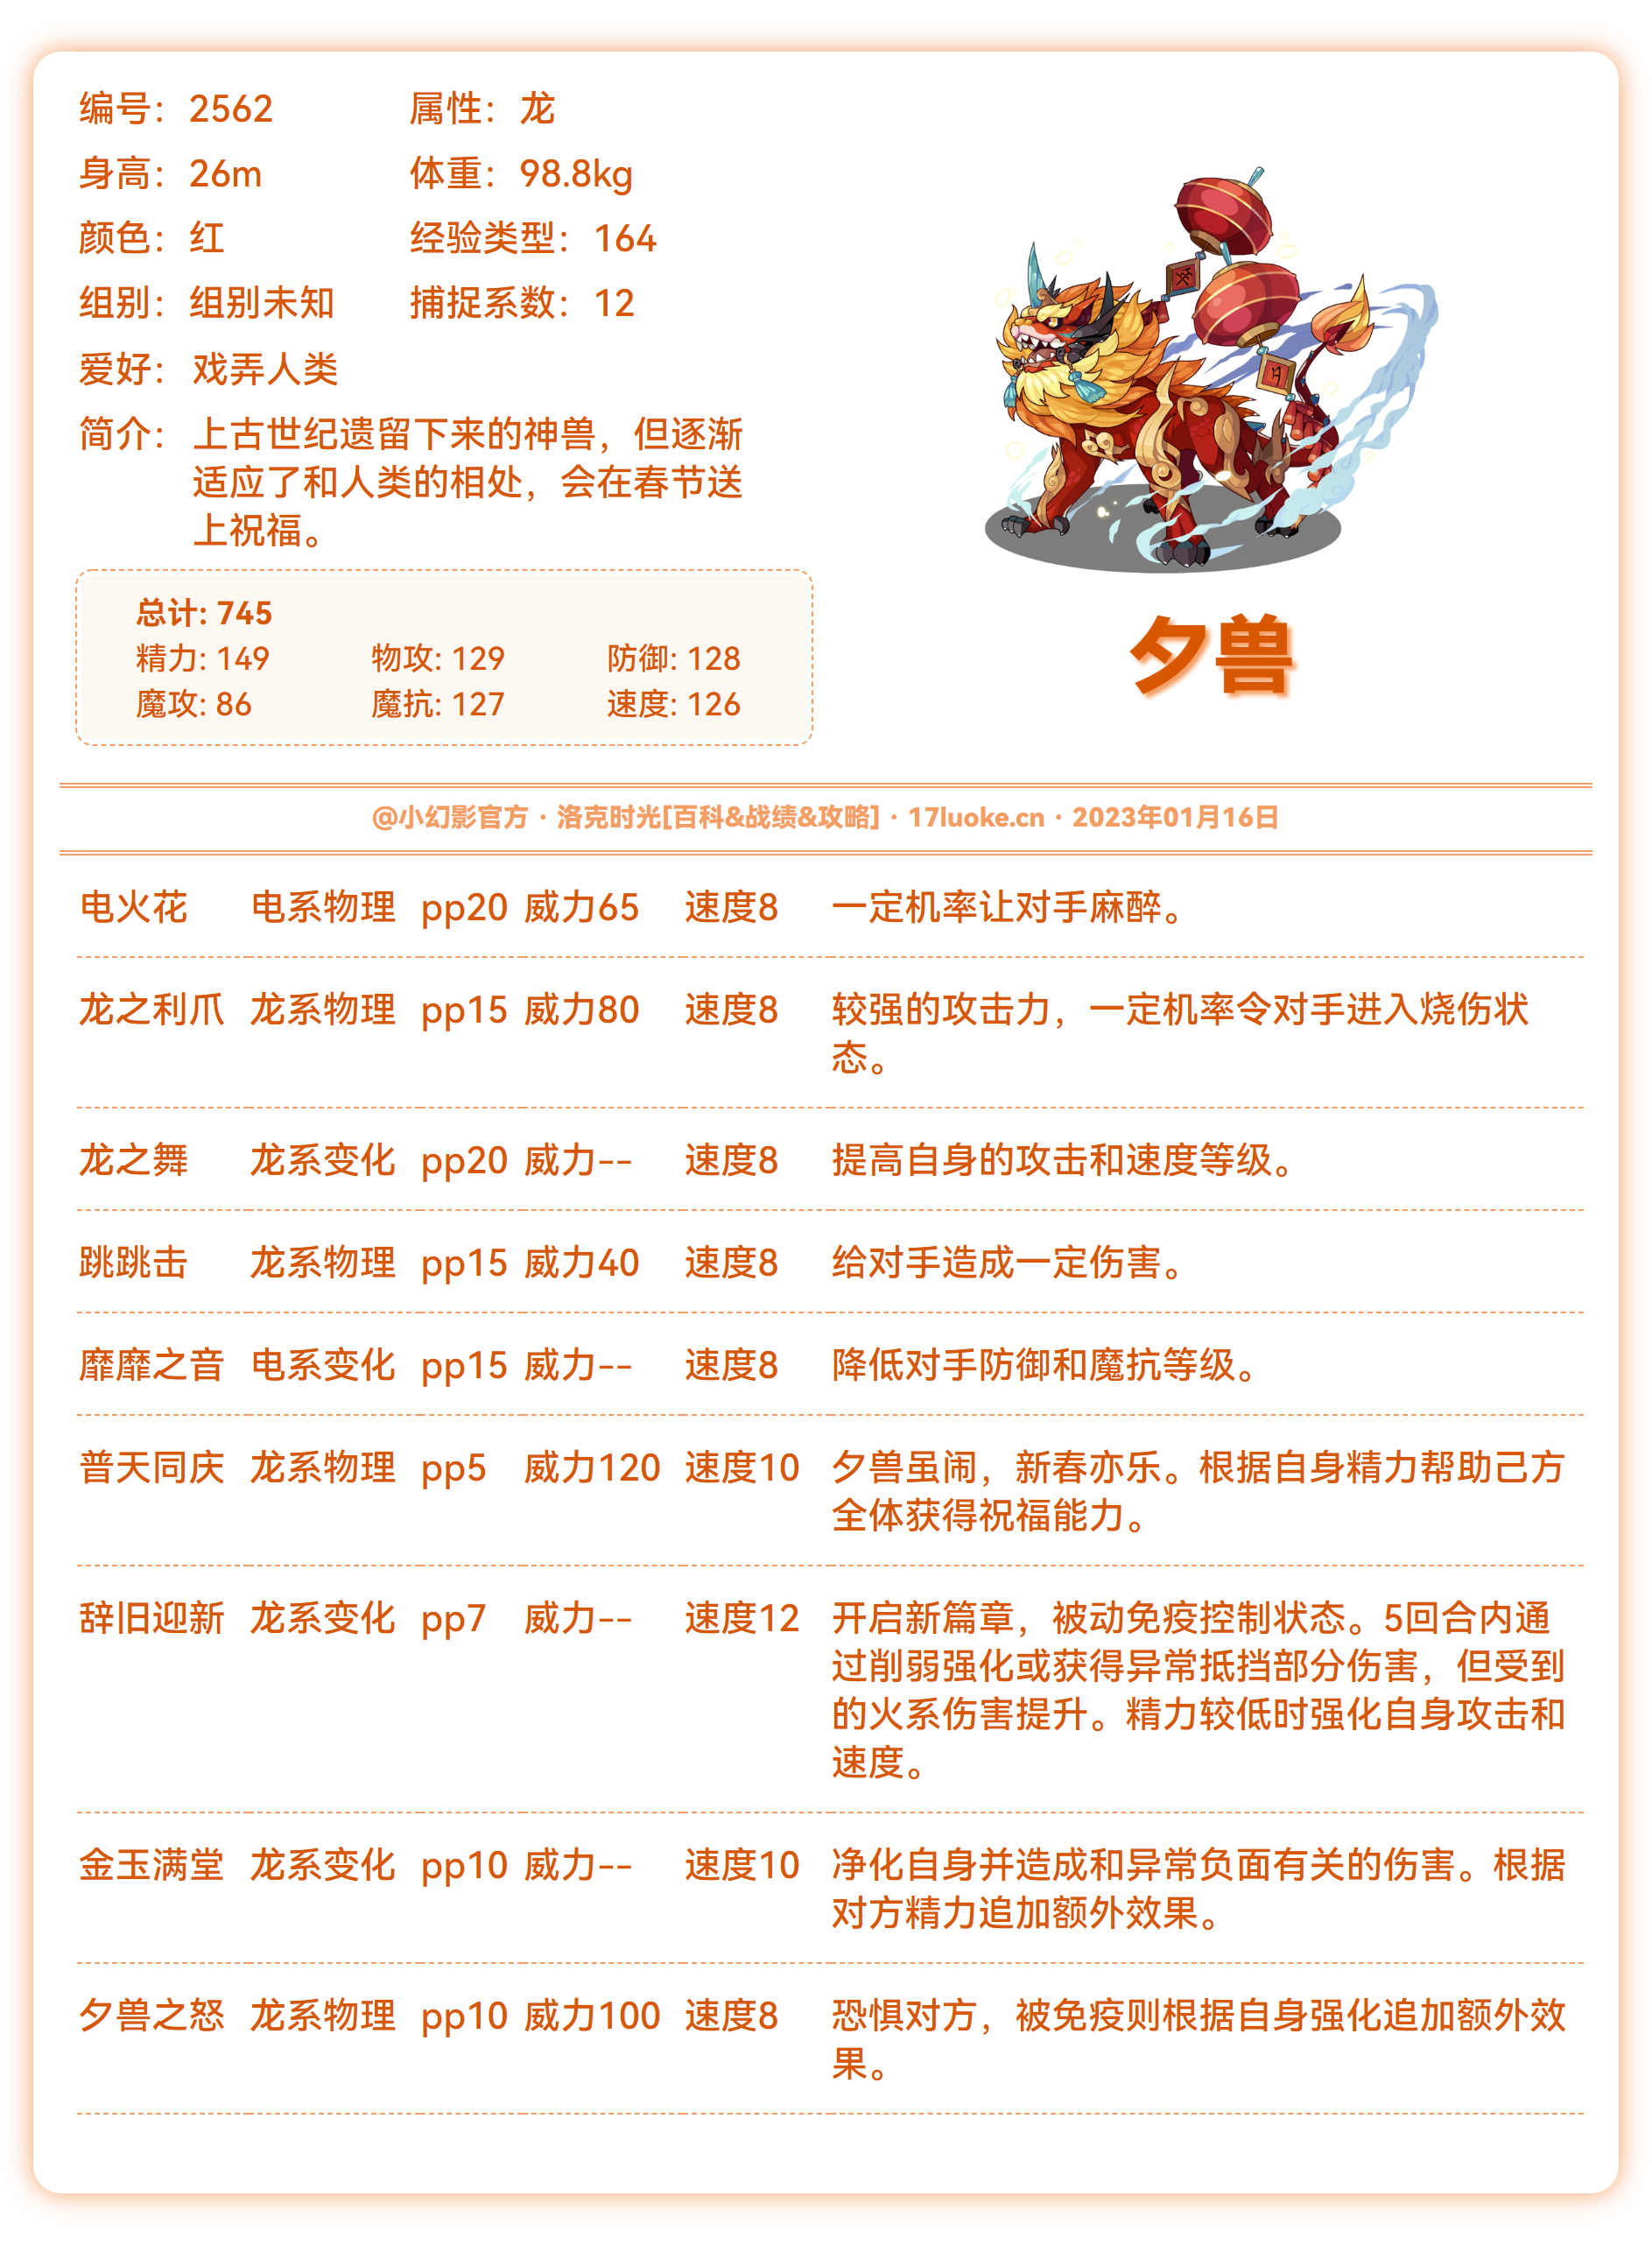 编号：2562 属性：龙
身高：26m 体重：98.8kg
颜色：红 经验类型：164
组别：组别未知 捕捉系数：12
爱好：戏弄人类
简介：上古世纪遗留下来的神兽，但逐渐
适应了和人类的相处，会在春节送
上祝福。
总计: 745
精力: 149 物攻: 129 防御: 128
魔攻: 86 魔抗: 127 速度: 126
夕兽
@小幻影官方 · 洛克时光[百科&战绩&攻略] · 17luoke.cn · 2023年01月16日
电火花 电系物理 pp20 威力65 速度8 一定机率让对手麻醉。
龙之利爪 龙系物理 pp15 威力80 速度8 较强的攻击力，一定机率令对手进入烧伤状
态。
龙之舞 龙系变化 pp20 威力-- 速度8 提高自身的攻击和速度等级。
跳跳击 龙系物理 pp15 威力40 速度8 给对手造成一定伤害。
靡靡之音 电系变化 pp15 威力-- 速度8 降低对手防御和魔抗等级。
普天同庆 龙系物理 pp5 威力120 速度10 夕兽虽闹，新春亦乐。根据自身精力帮助己方
全体获得祝福能力。
辞旧迎新 龙系变化 pp7 威力-- 速度12 开启新篇章，被动免疫控制状态。5回合内通
过削弱强化或获得异常抵挡部分伤害，但受到
的火系伤害提升。精力较低时强化自身攻击和
速度。
金玉满堂 龙系变化 pp10 威力-- 速度10 净化自身并造成和异常负面有关的伤害。根据
对方精力追加额外效果。
夕兽之怒 龙系物理 pp10 威力100 速度8 恐惧对方，被免疫则根据自身强化追加额外效
果。